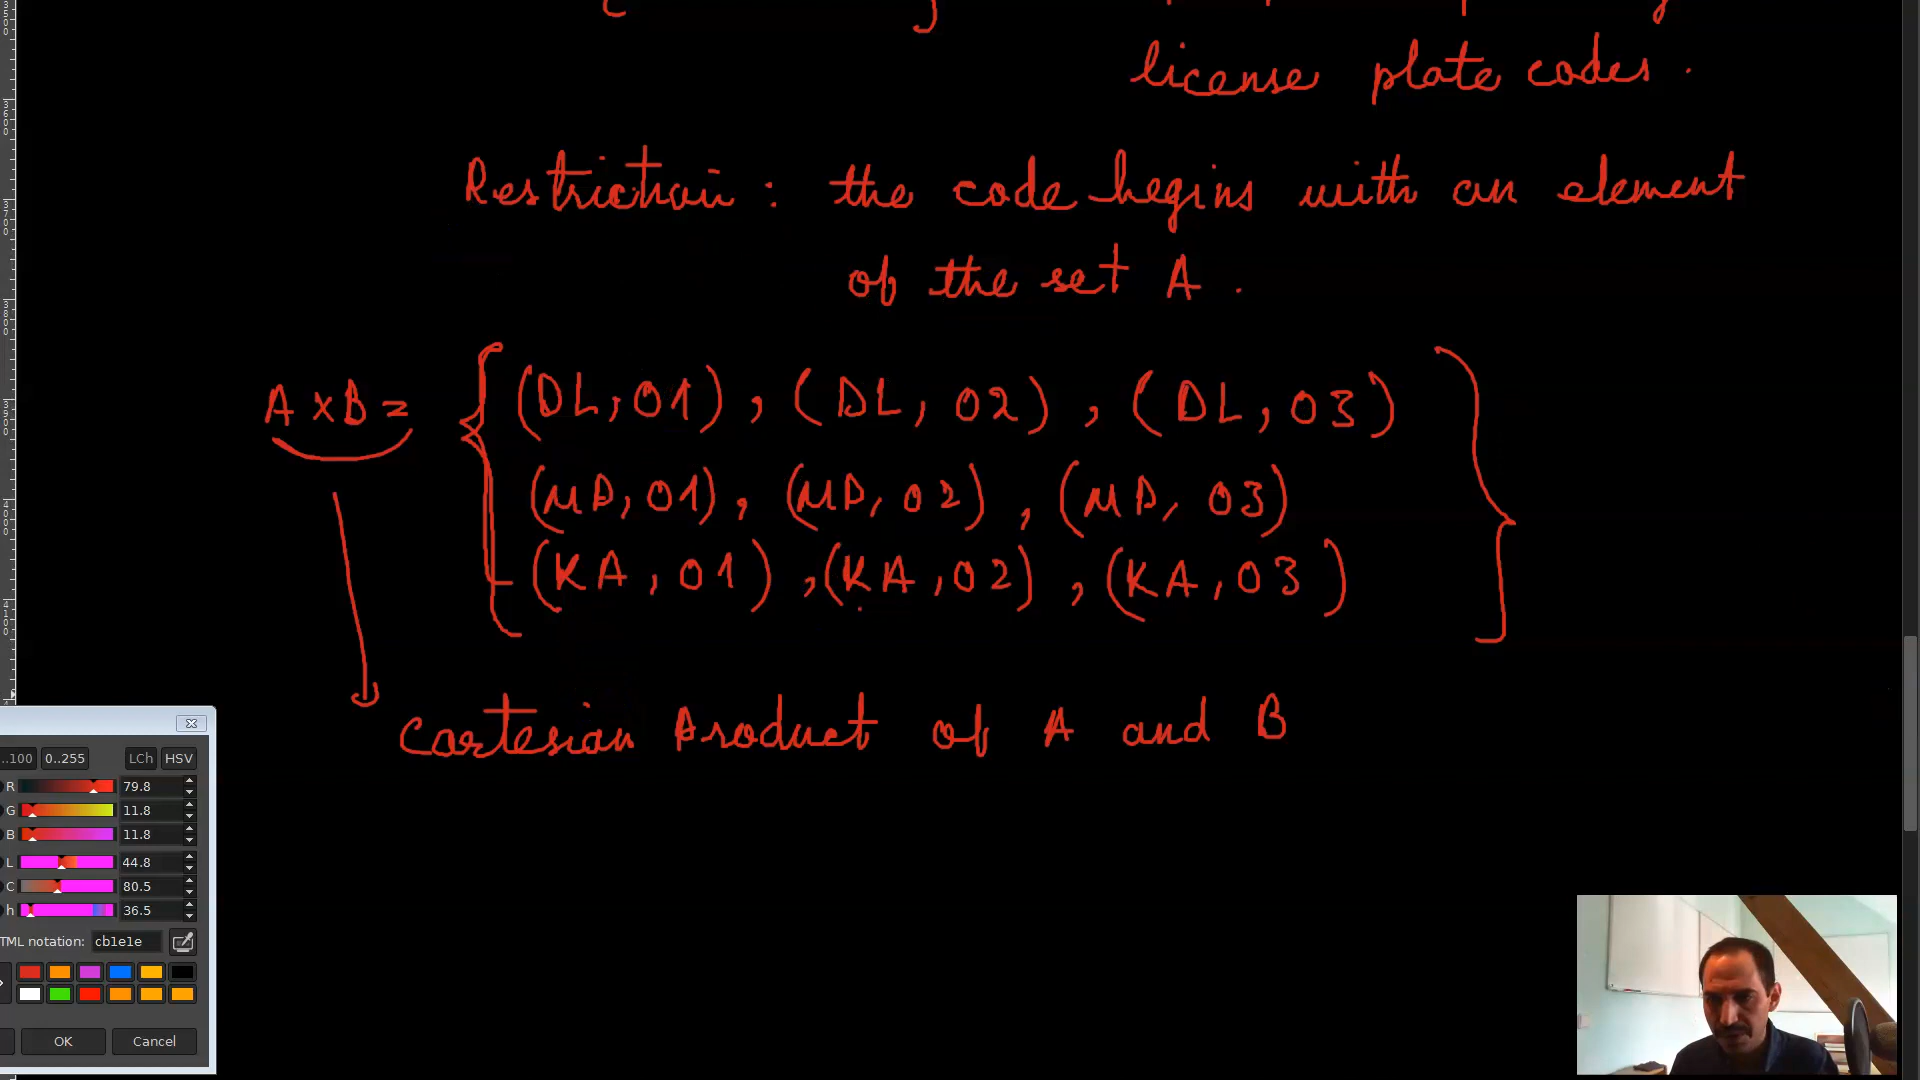 license plate codes.
Restriction: the code begins with an element
of the set A.
A×B= { (DL,01), (DL,02), (DL,03)
(MP,01), (MP,02), (MP,03)
(KA,01),(KA,02),(KA,03) }
Cartesian Product of A and B
..100 0..255 LCh HSV
R 79.8
G 11.8
B 11.8
L 44.8
C 80.5
h 36.5
TML notation: cb1e1e
OK Cancel